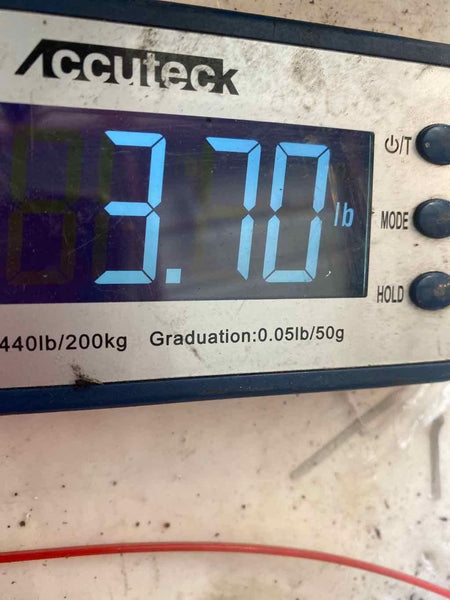 Accuteck
3.70 lb
⏻/T
MODE
HOLD
440lb/200kg Graduation:0.05lb/50g